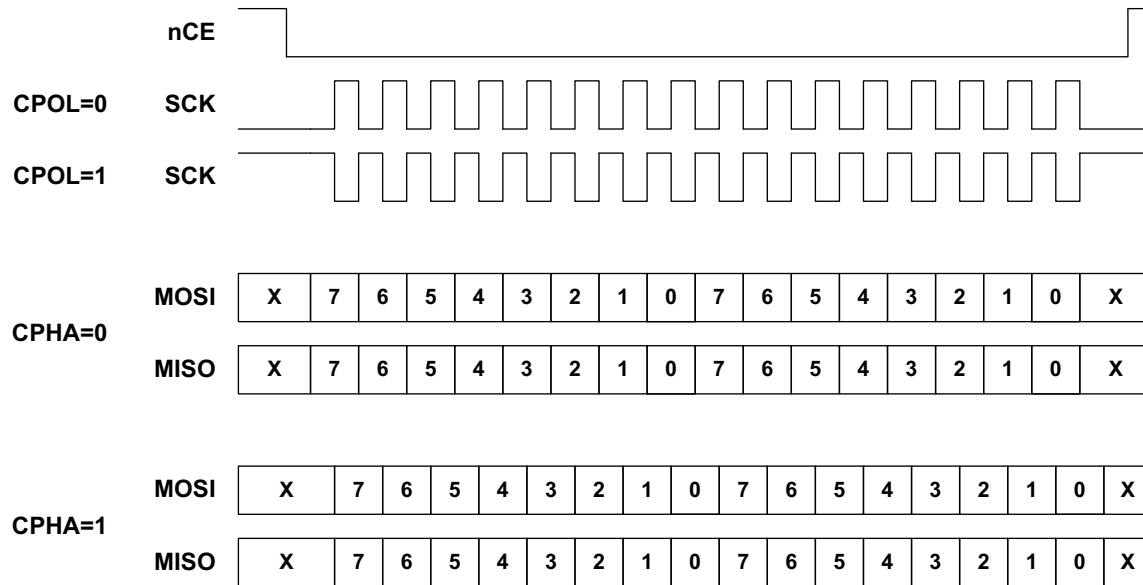 nCE
CPOL=0 SCK
CPOL=1 SCK
MOSI X 7 6 5 4 3 2 1 0 7 6 5 4 3 2 1 0 X
CPHA=0
MISO X 7 6 5 4 3 2 1 0 7 6 5 4 3 2 1 0 X
MOSI X 7 6 5 4 3 2 1 0 7 6 5 4 3 2 1 0 X
CPHA=1
MISO X 7 6 5 4 3 2 1 0 7 6 5 4 3 2 1 0 X